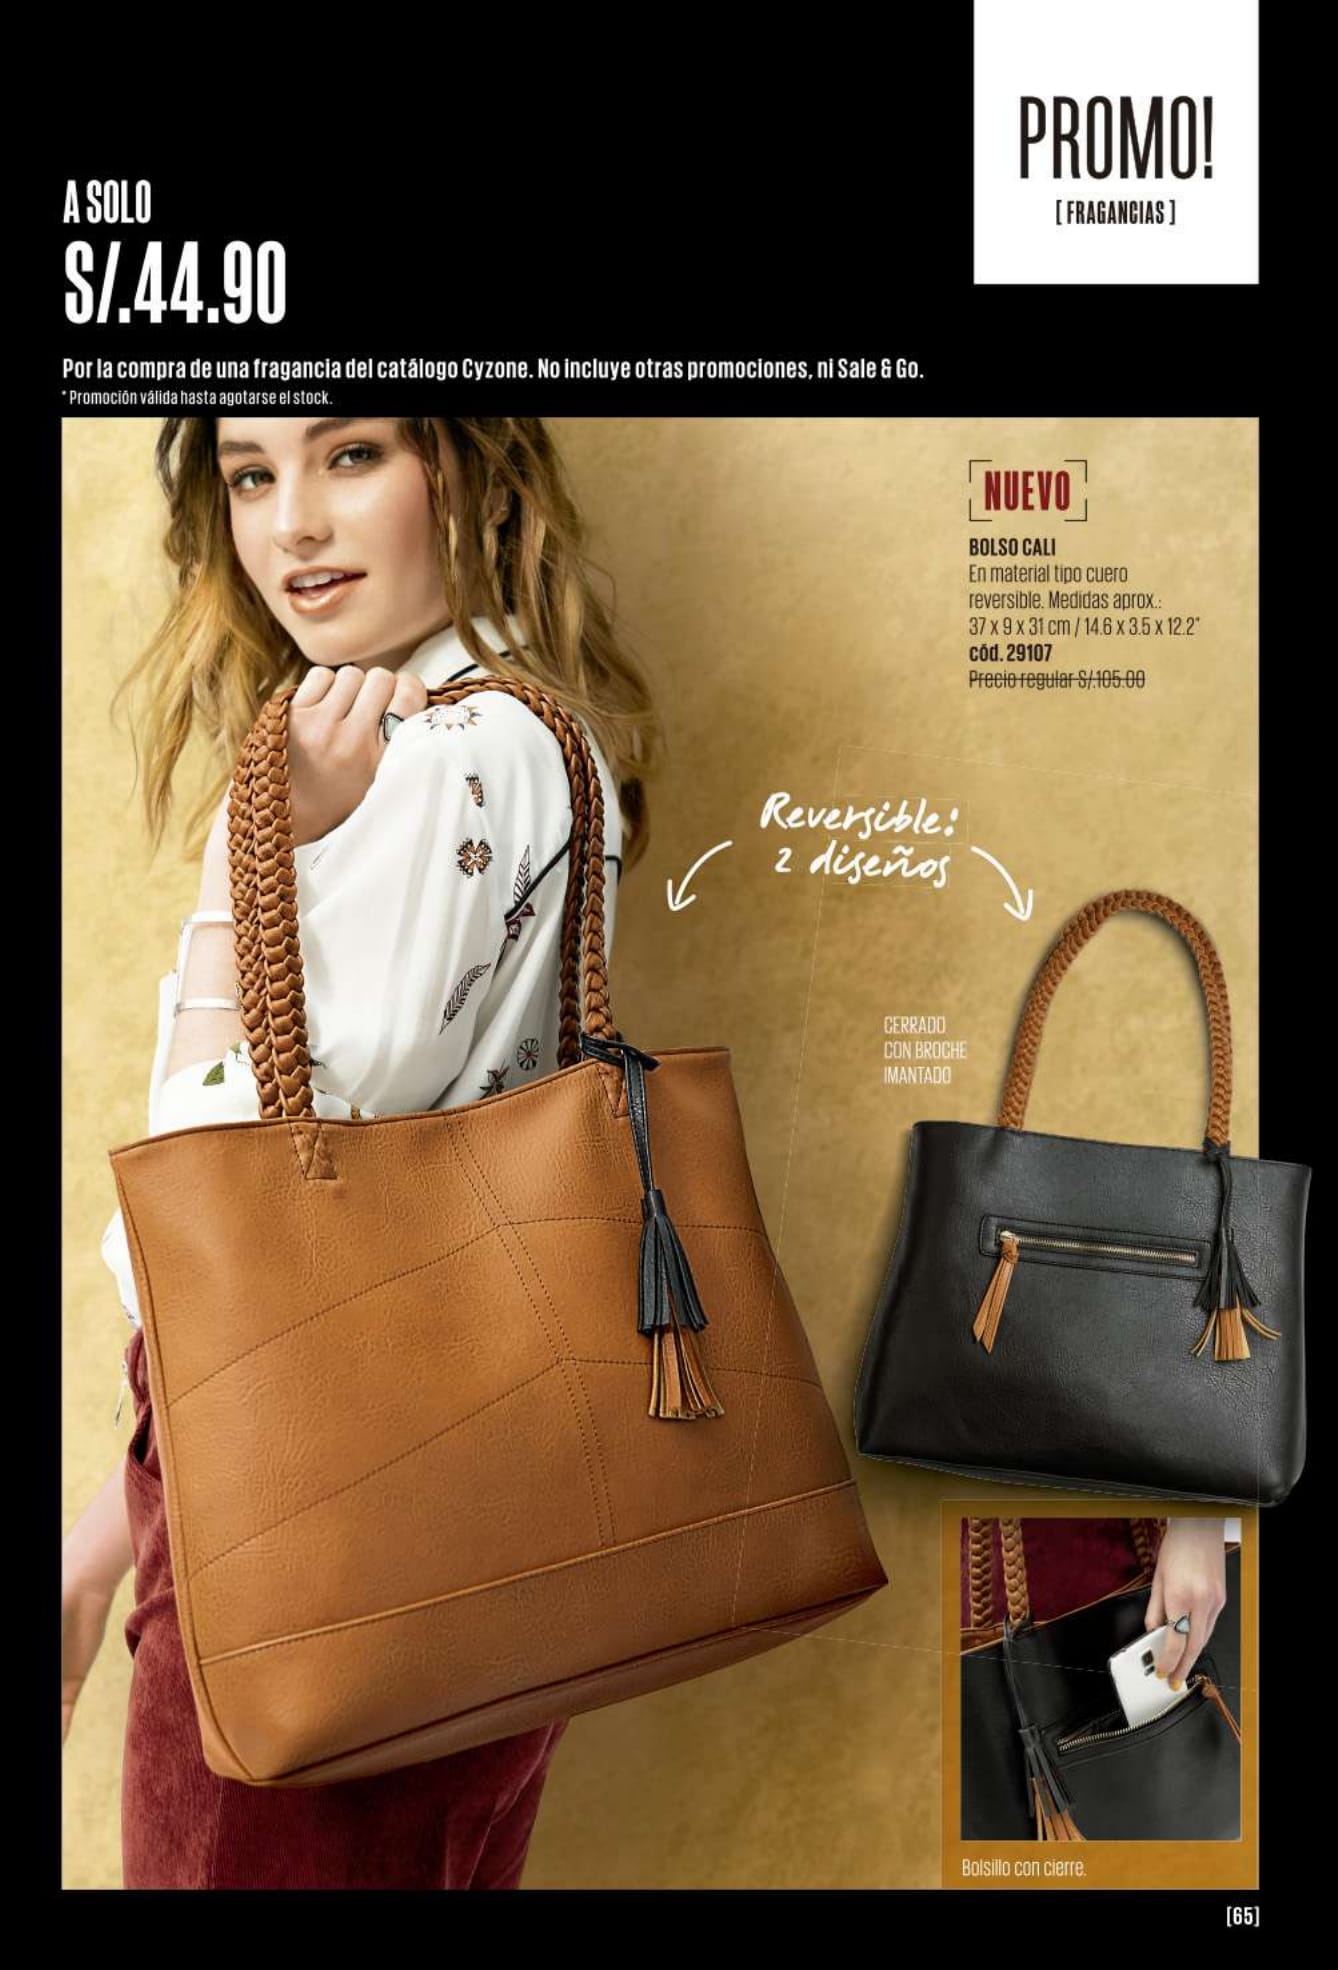 PROMO!
[ FRAGANCIAS ]
A SOLO
S/.44.90
Por la compra de una fragancia del catálogo Cyzone. No incluye otras promociones, ni Sale & Go.
* Promoción válida hasta agotarse el stock.
NUEVO
BOLSO CALI
En material tipo cuero
reversible. Medidas aprox.:
37 x 9 x 31 cm / 14.6 x 3.5 x 12.2"
cód. 29107
Precio regular S/.105.00
Reversible:
2 diseños
CERRADO
CON BROCHE
IMANTADO
Bolsillo con cierre.
[65]